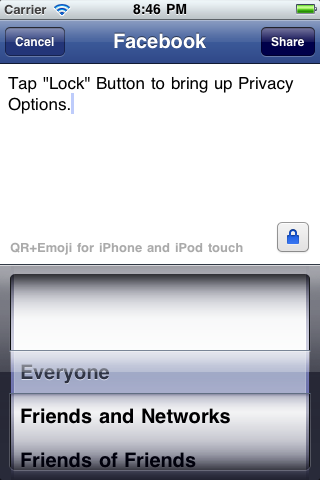 Carrier 8:46 PM
Cancel Facebook Share
Tap "Lock" Button to bring up Privacy
Options.
QR+Emoji for iPhone and iPod touch
Everyone
Friends and Networks
Friends of Friends